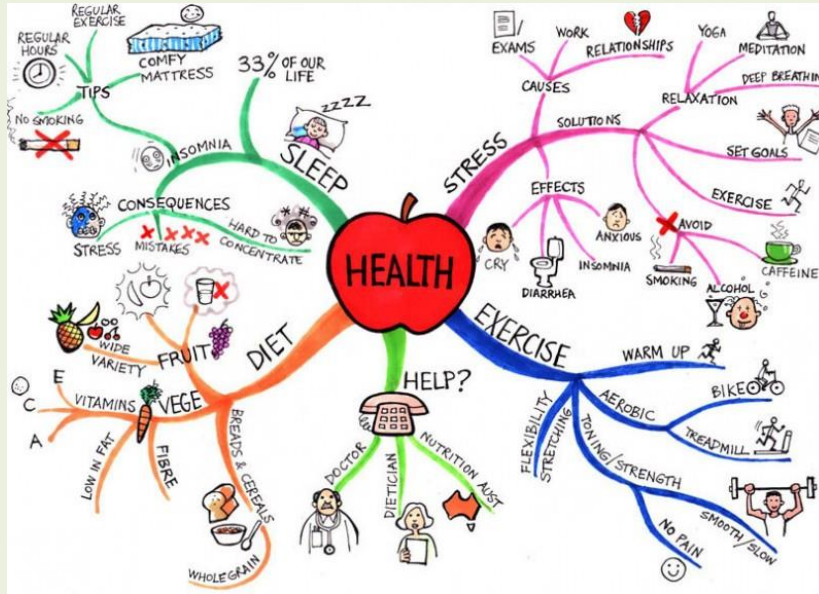 HEALTH
SLEEP
33% OF OUR
LIFE
ZZZZ
INSOMNIA
TIPS
REGULAR
HOURS
REGULAR
EXERCISE
COMFY
MATTRESS
NO SMOKING
CONSEQUENCES
STRESS
MISTAKES
HARD TO
CONCENTRATE
STRESS
CAUSES
EXAMS
WORK
RELATIONSHIPS
SOLUTIONS
RELAXATION
YOGA
MEDITATION
DEEP BREATHIN
SET GOALS
EXERCISE
AVOID
SMOKING
ALCOHOL
CAFFEINE
EFFECTS
CRY
DIARRHEA
INSOMNIA
ANXIOUS
DIET
FRUIT
WIDE
VARIETY
VEGE
VITAMINS
E
C
A
LOW IN FAT
FIBRE
BREADS & CEREALS
WHOLEGRAIN
HELP?
DOCTOR
DIETICIAN
NUTRITION AUST
EXERCISE
WARM UP
AEROBIC
BIKE
TREADMILL
TONING/STRENGTH
SMOOTH/SLOW
NO PAIN
FLEXIBILITY
STRETCHING